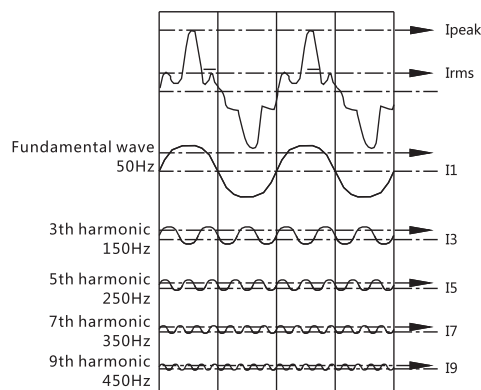 Ipeak
Irms
Fundamental wave
50Hz
I1
3th harmonic
150Hz
I3
5th harmonic
250Hz
I5
7th harmonic
350Hz
I7
9th harmonic
450Hz
I9